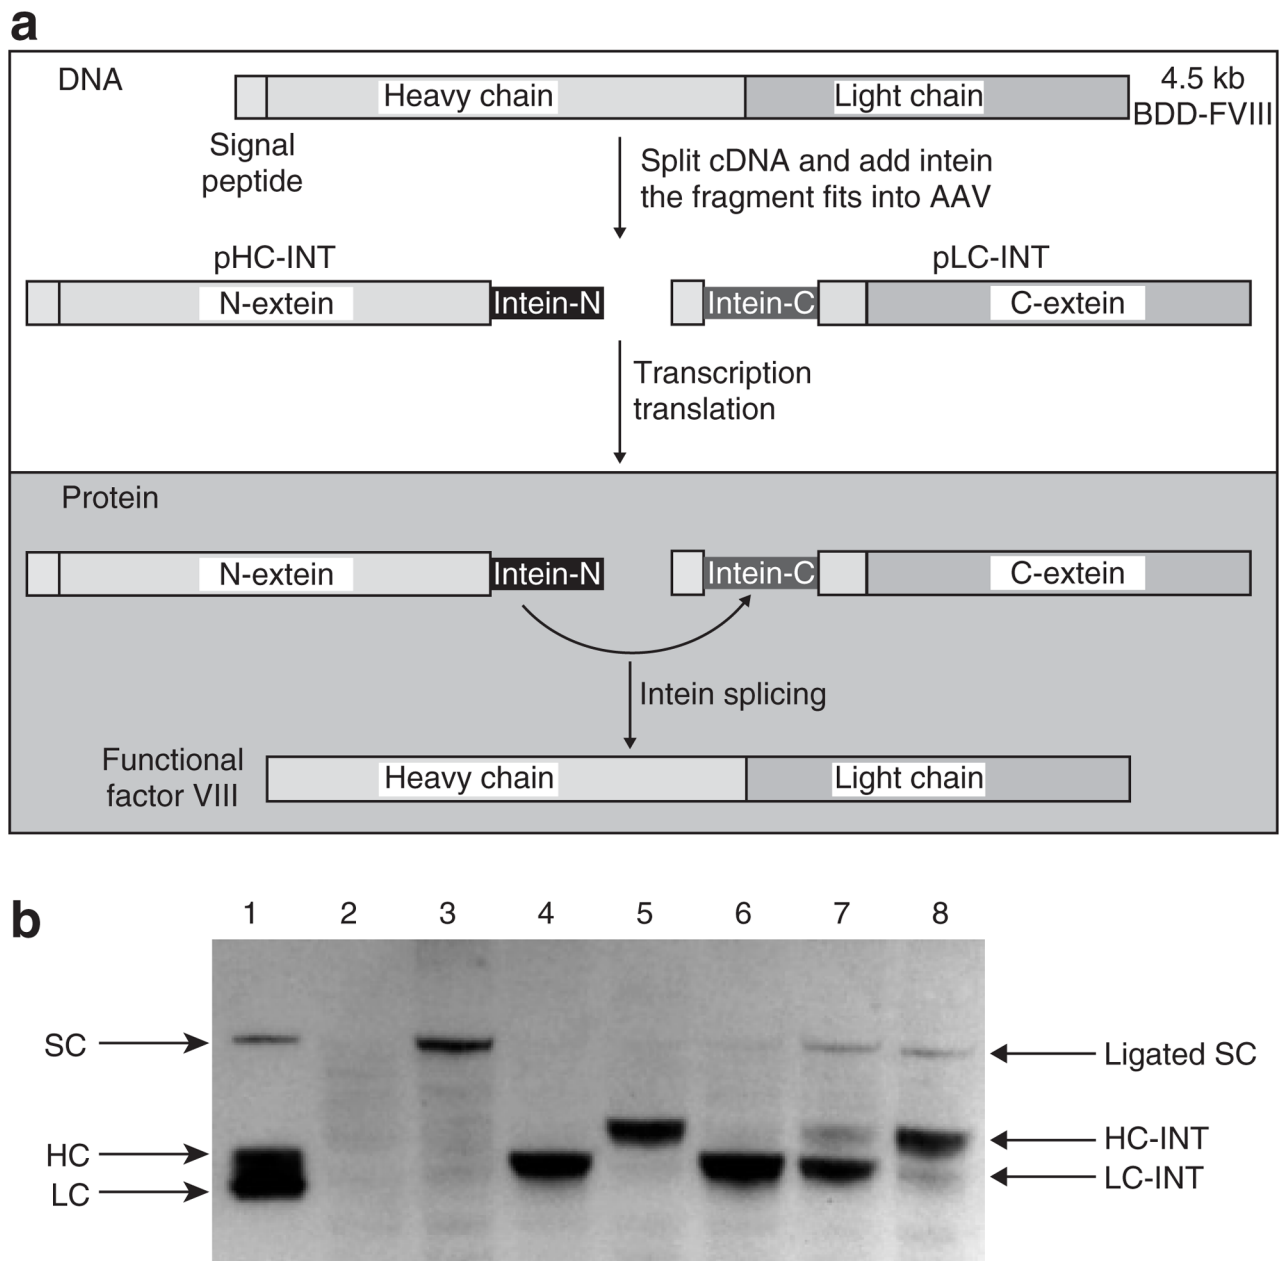 a
DNA
Heavy chain
Light chain
4.5 kb
BDD-FVIII
Signal
peptide
Split cDNA and add intein
the fragment fits into AAV
pHC-INT
pLC-INT
N-extein
Intein-N
Intein-C
C-extein
Transcription
translation
Protein
N-extein
Intein-N
Intein-C
C-extein
Intein splicing
Functional
factor VIII
Heavy chain
Light chain
b
1 2 3 4 5 6 7 8
SC
Ligated SC
HC
HC-INT
LC
LC-INT